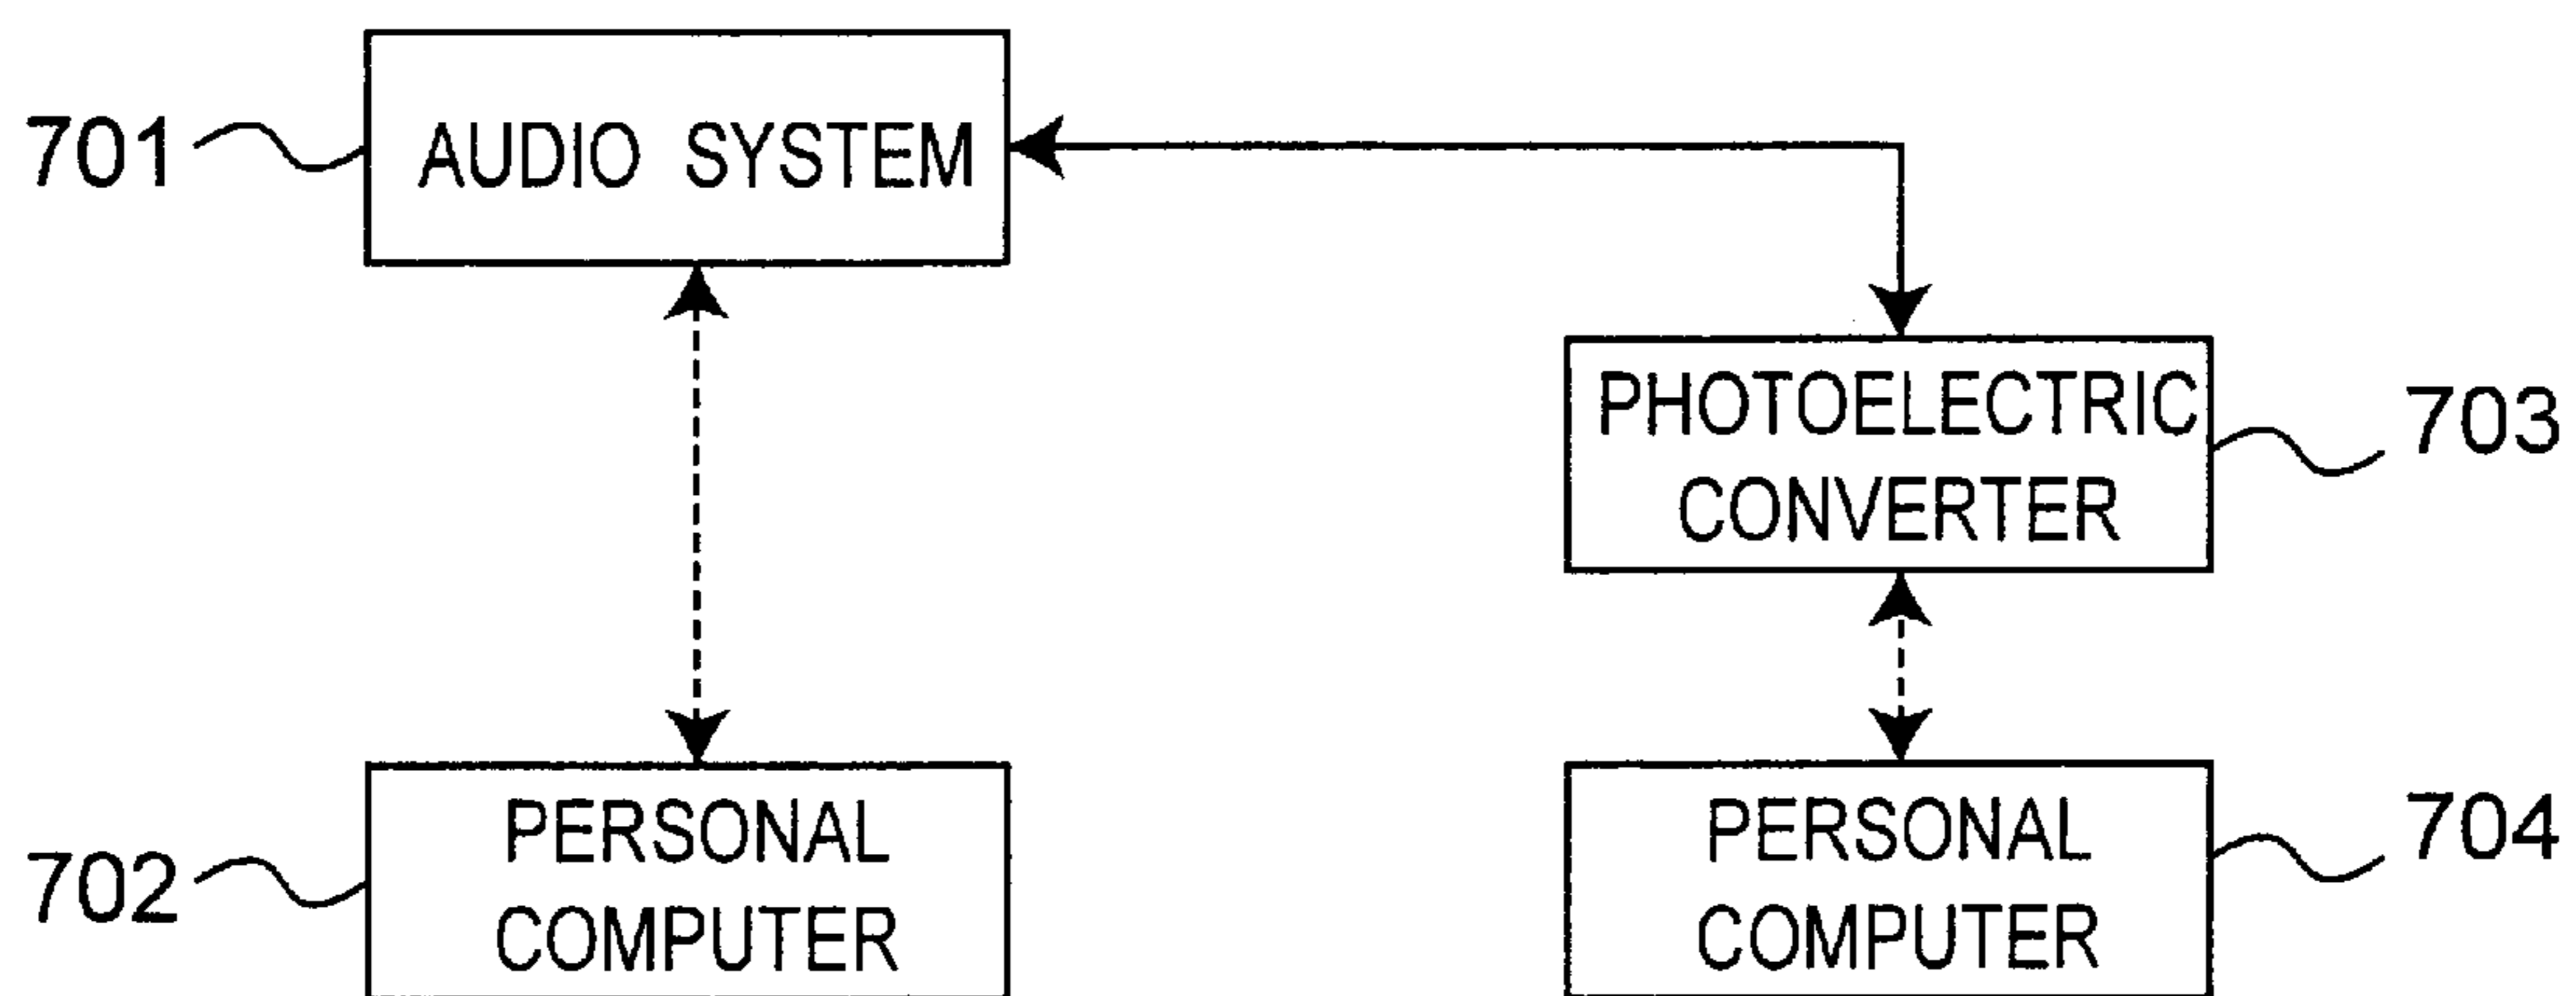 701
AUDIO SYSTEM
PHOTOELECTRIC
CONVERTER
703
702
PERSONAL
COMPUTER
PERSONAL
COMPUTER
704